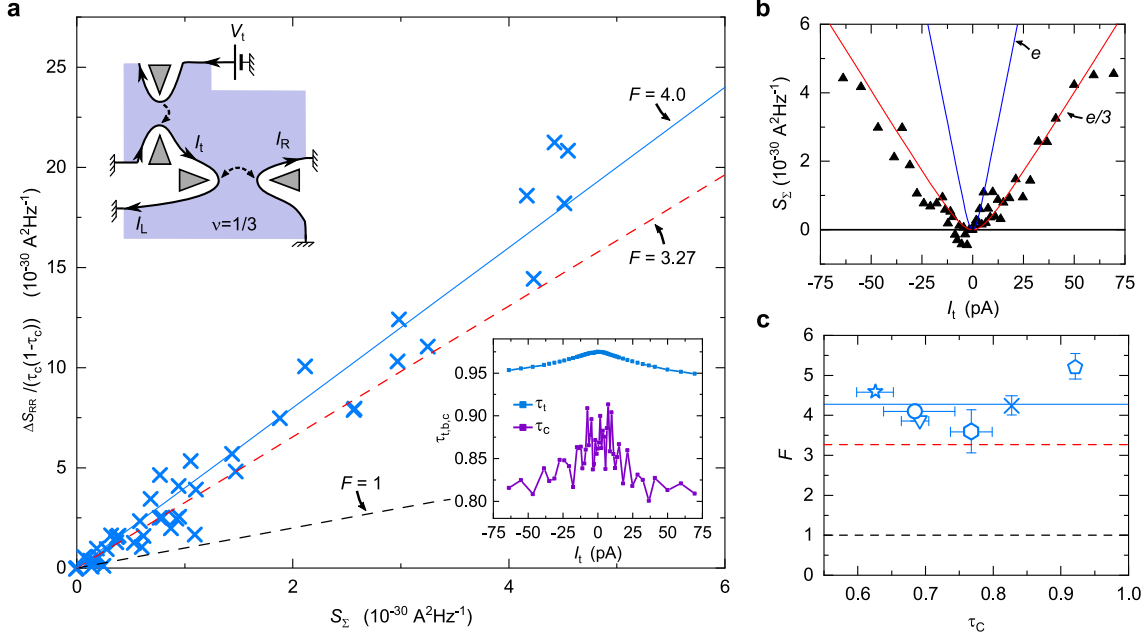 a
25
20
15
10
5
0
0
2
4
6
ΔS_RR /(τ_c(1-τ_c)) (10⁻³⁰ A²Hz⁻¹)
S_Σ (10⁻³⁰ A²Hz⁻¹)
V_t
I_t
I_R
I_L
ν=1/3
F = 4.0
F = 3.27
F = 1
0.95
0.90
0.85
0.80
τ_t,b,c
τ_t
τ_c
-75 -50 -25 0 25 50 75
I_t (pA)
b
6
4
2
0
S_Σ (10⁻³⁰ A²Hz⁻¹)
e
e/3
-75 -50 -25 0 25 50 75
I_t (pA)
c
6
5
4
3
2
1
0
F
0.6 0.7 0.8 0.9 1.0
τ_C